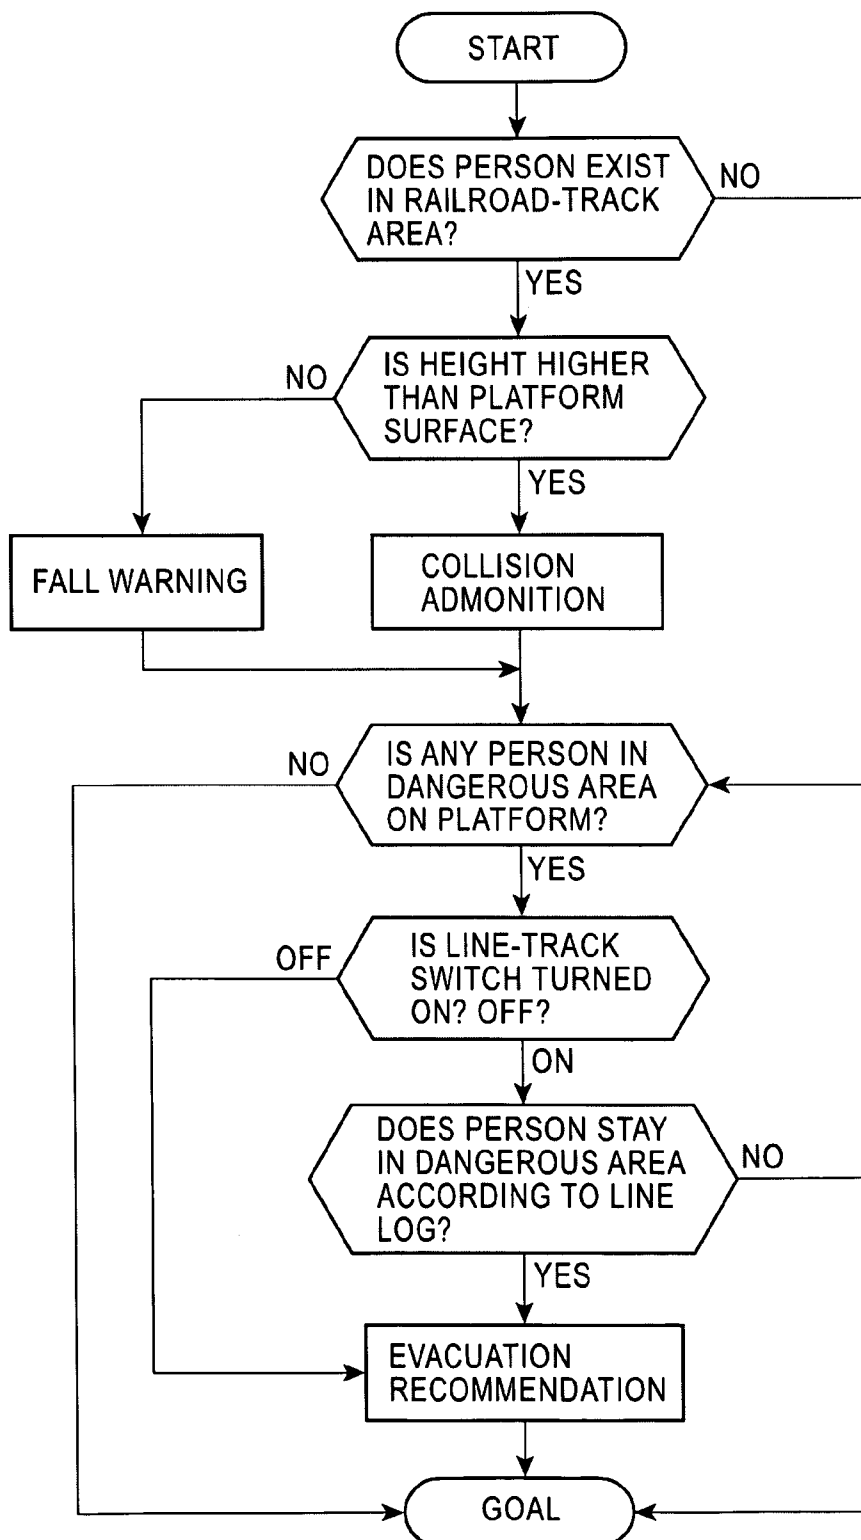 START
DOES PERSON EXIST
IN RAILROAD-TRACK
AREA?
NO
YES
IS HEIGHT HIGHER
THAN PLATFORM
SURFACE?
NO
YES
FALL WARNING
COLLISION
ADMONITION
IS ANY PERSON IN
DANGEROUS AREA
ON PLATFORM?
NO
YES
IS LINE-TRACK
SWITCH TURNED
ON? OFF?
OFF
ON
DOES PERSON STAY
IN DANGEROUS AREA
ACCORDING TO LINE
LOG?
NO
YES
EVACUATION
RECOMMENDATION
GOAL